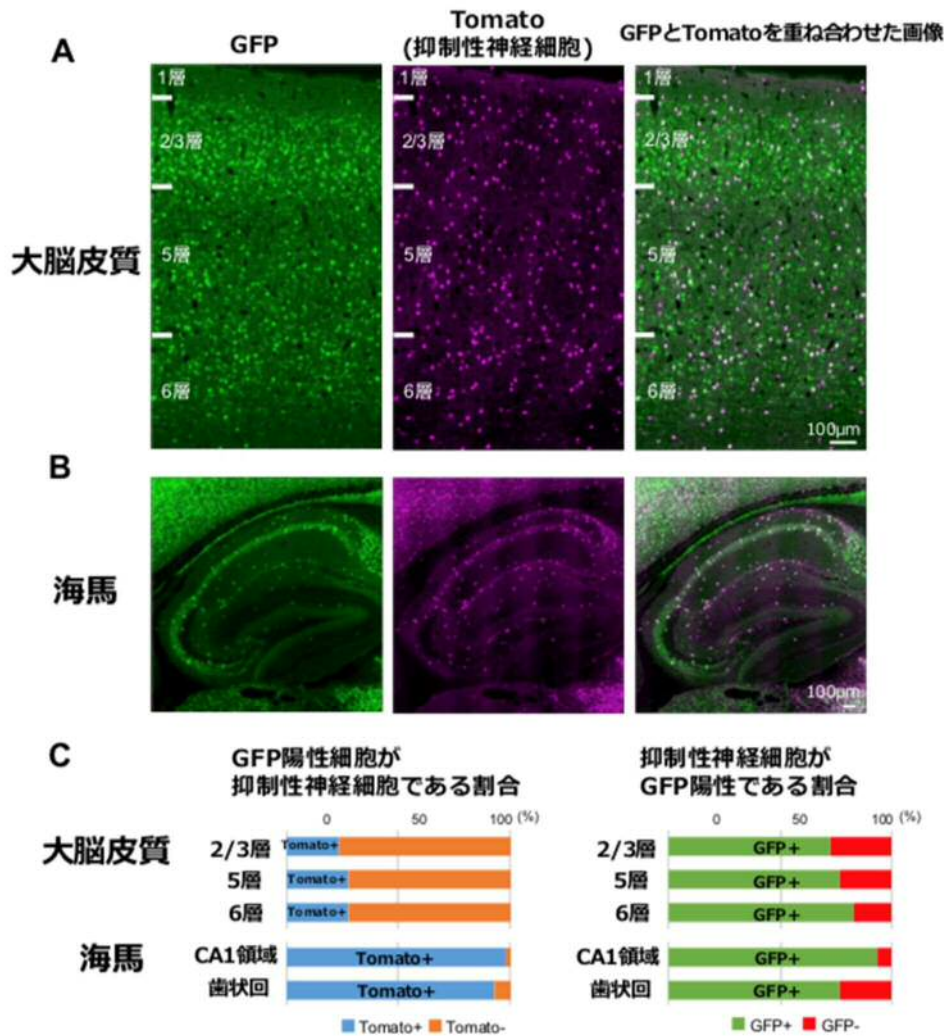 A
GFP
Tomato
(抑制性神経細胞)
GFPとTomatoを重ね合わせた画像
大脳皮質
1層
2/3層
5層
6層
1層
2/3層
5層
6層
1層
2/3層
5層
6層
100μm
B
海馬
100μm
C
GFP陽性細胞が
抑制性神経細胞である割合
抑制性神経細胞が
GFP陽性である割合
0 100 (%)
0 50 100 (%)
大脳皮質
2/3層 Tomato+
5層 Tomato+
6層 Tomato+
海馬
CA1領域 Tomato+
歯状回 Tomato+
Tomato+ Tomato-
2/3層 GFP+
5層 GFP+
6層 GFP+
CA1領域 GFP+
歯状回 GFP+
GFP+ GFP-